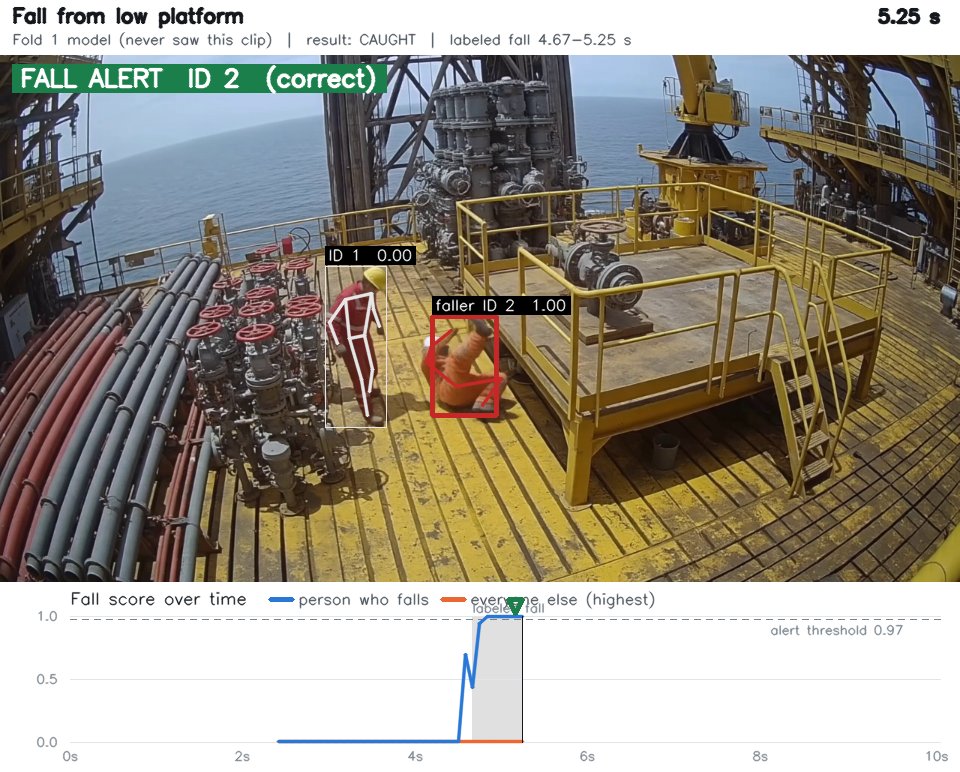 Fall from low platform
5.25 s
Fold 1 model (never saw this clip) | result: CAUGHT | labeled fall 4.67–5.25 s
FALL ALERT ID 2 (correct)
ID 1 0.00
faller ID 2 1.00
Fall score over time
person who falls
everyone else (highest)
labeled fall
1.0
alert threshold 0.97
0.5
0.0
0s
2s
4s
6s
8s
10s